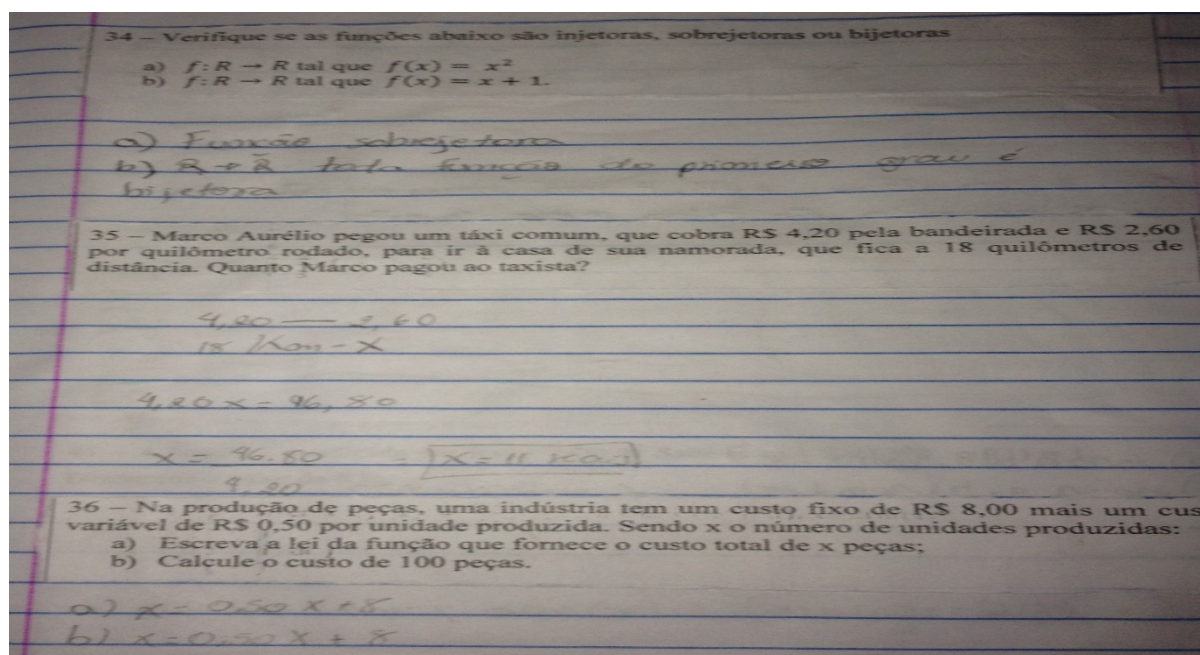 34 – Verifique se as funções abaixo são injetoras, sobrejetoras ou bijetoras
a) f: R → R tal que f(x) = x²
b) f: R → R tal que f(x) = x + 1.
a) Função sobrejetora
b) R → R toda função do primeiro grau é
bijetora
35 – Marco Aurélio pegou um táxi comum, que cobra R$ 4,20 pela bandeirada e R$ 2,60
por quilômetro rodado, para ir à casa de sua namorada, que fica a 18 quilômetros de
distância. Quanto Marco pagou ao taxista?
4,20 — 2,60
18 Km - X
4,20 x = 46,80
x = 46.80 = x = 11 
4,20
36 – Na produção de peças, uma indústria tem um custo fixo de R$ 8,00 mais um cus
variável de R$ 0,50 por unidade produzida. Sendo x o número de unidades produzidas:
a) Escreva a lei da função que fornece o custo total de x peças;
b) Calcule o custo de 100 peças.
a) x = 0,50 x + 8
b) x = 0,50 x + 8